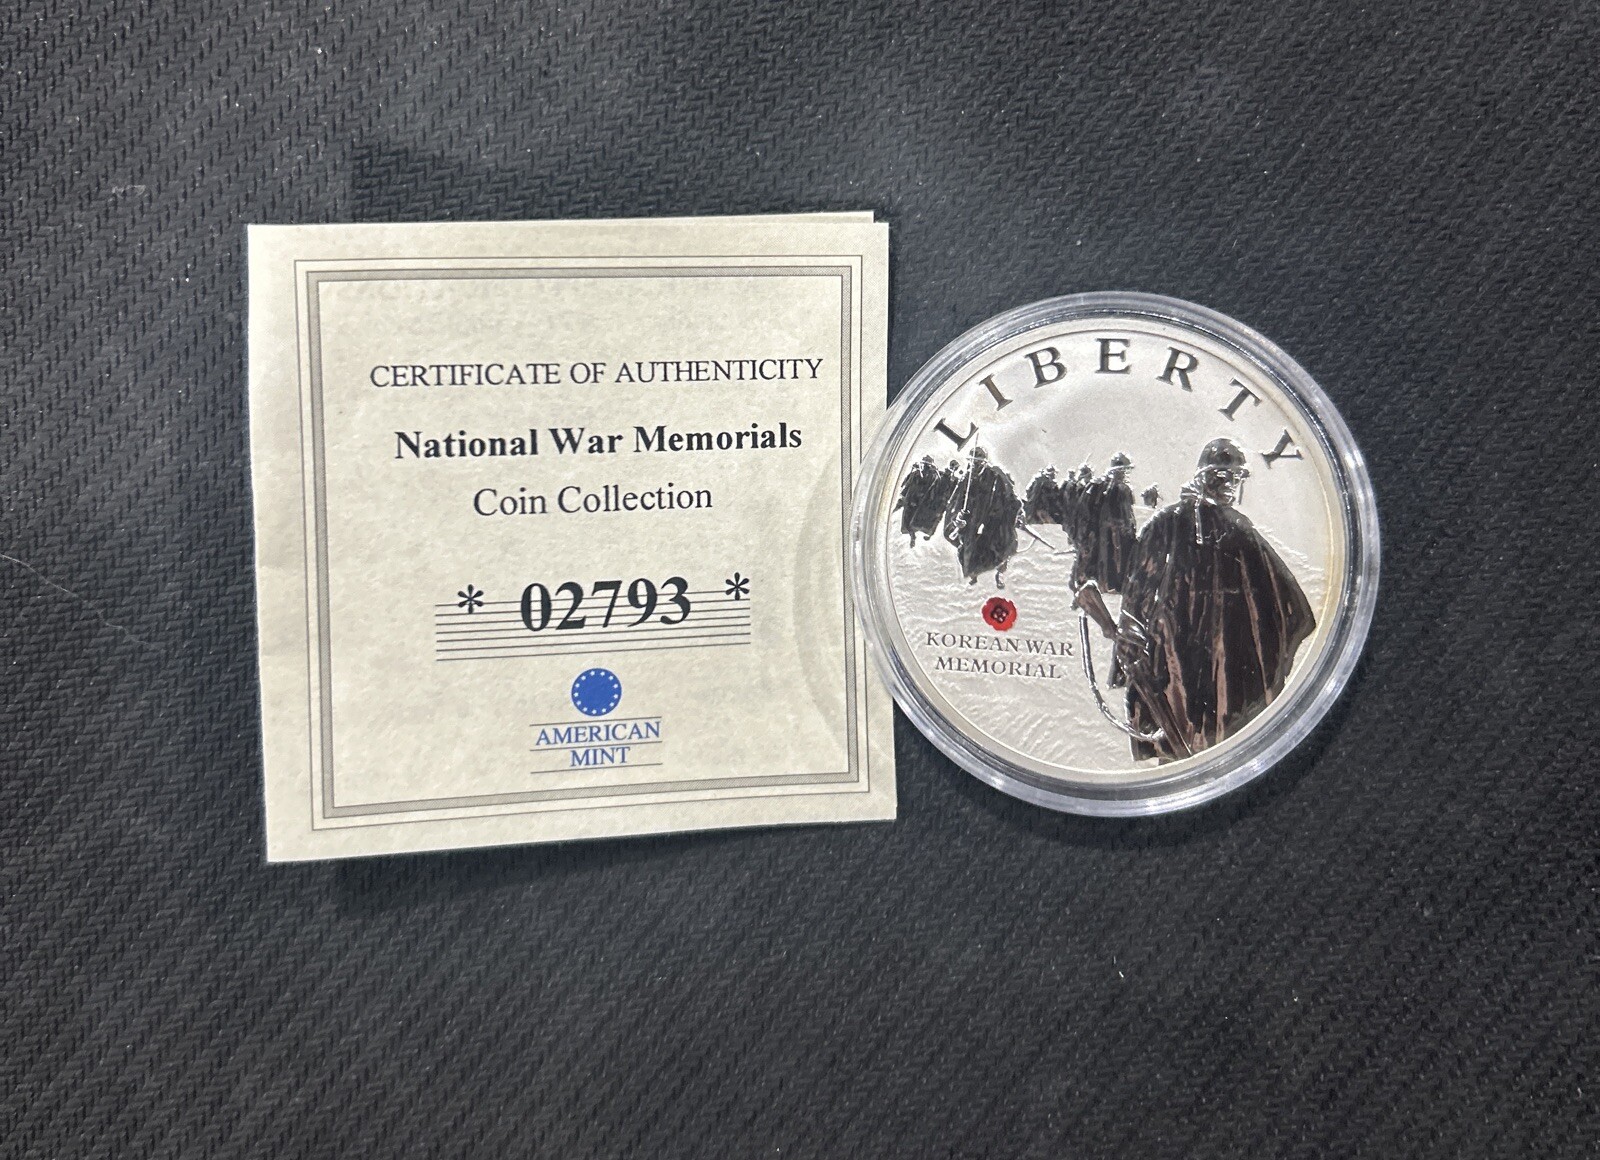 CERTIFICATE OF AUTHENTICITY
National War Memorials
Coin Collection
* 02793 *
AMERICAN
MINT
LIBERTY
KOREAN WAR
MEMORIAL